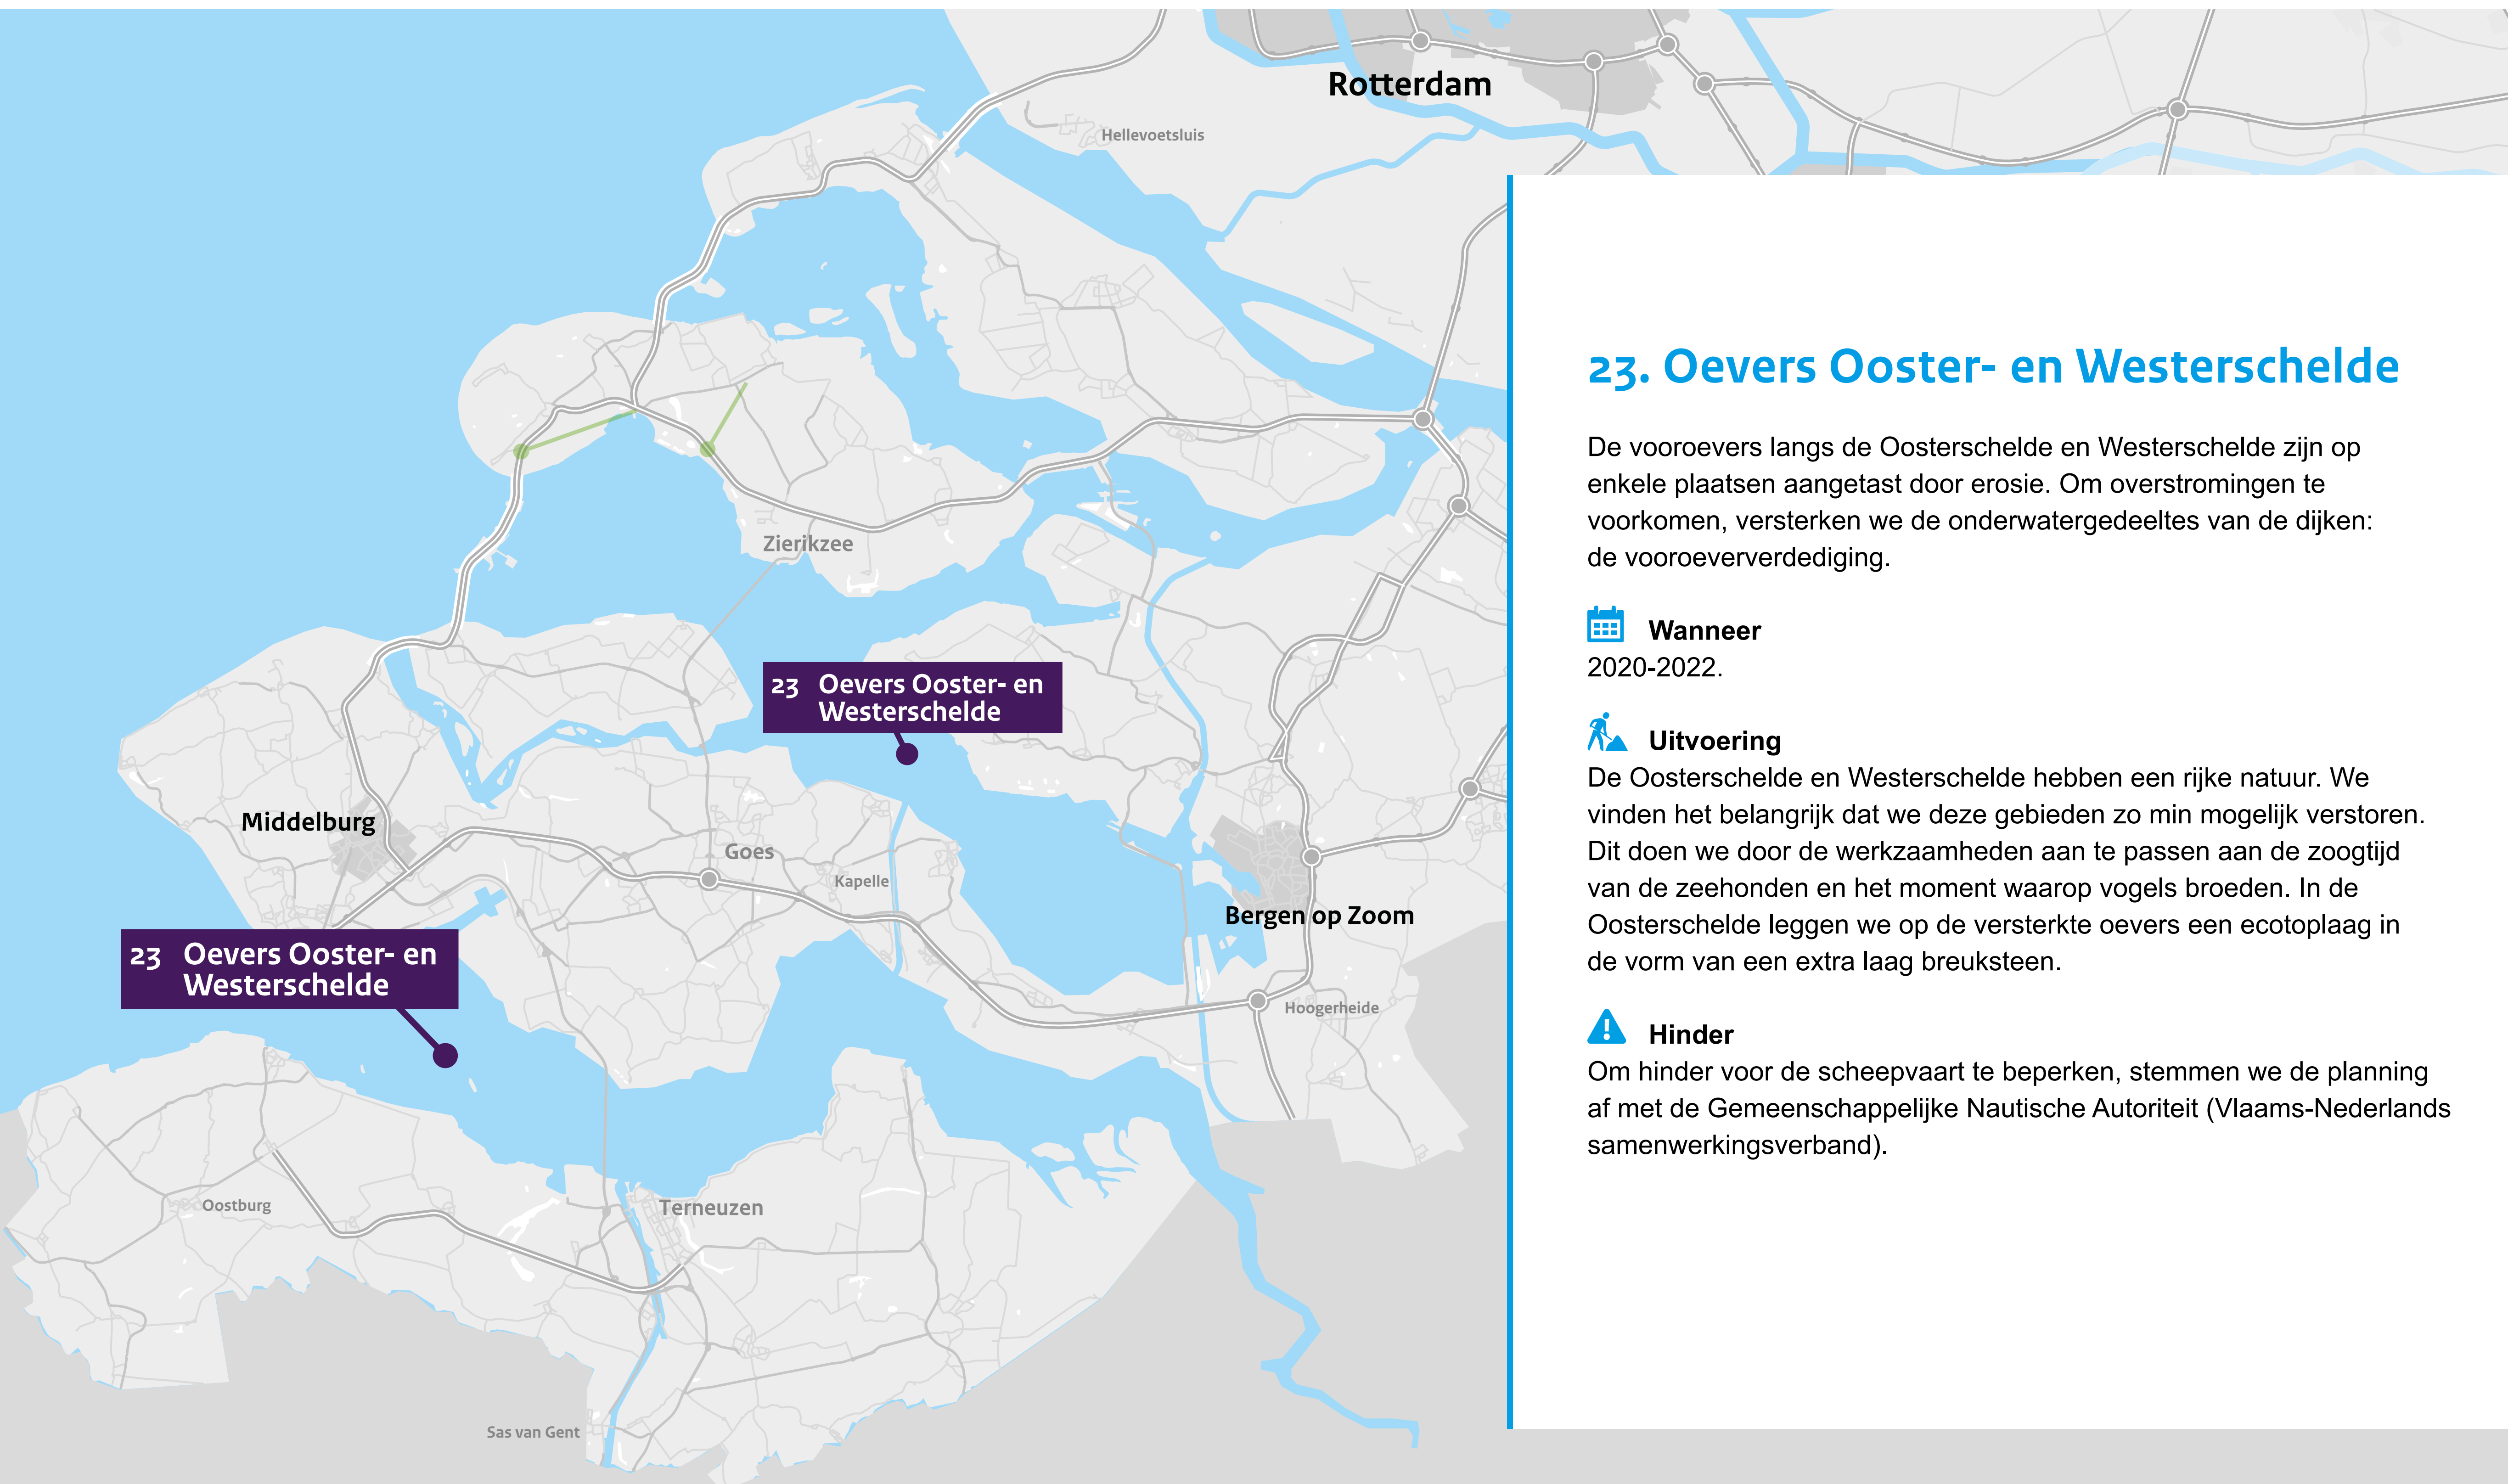 Rotterdam
Hellevoetsluis
Zierikzee
23 Oevers Ooster- en
Westerschelde
Middelburg
Goes
Kapelle
Bergen op Zoom
23 Oevers Ooster- en
Westerschelde
Hoogerheide
Oostburg
Terneuzen
Sas van Gent
23. Oevers Ooster- en Westerschelde
De vooroevers langs de Oosterschelde en Westerschelde zijn op
enkele plaatsen aangetast door erosie. Om overstromingen te
voorkomen, versterken we de onderwatergedeeltes van de dijken:
de vooroeververdediging.
Wanneer
2020-2022.
Uitvoering
De Oosterschelde en Westerschelde hebben een rijke natuur. We
vinden het belangrijk dat we deze gebieden zo min mogelijk verstoren.
Dit doen we door de werkzaamheden aan te passen aan de zoogtijd
van de zeehonden en het moment waarop vogels broeden. In de
Oosterschelde leggen we op de versterkte oevers een ecotoplaag in
de vorm van een extra laag breuksteen.
Hinder
Om hinder voor de scheepvaart te beperken, stemmen we de planning
af met de Gemeenschappelijke Nautische Autoriteit (Vlaams-Nederlands
samenwerkingsverband).